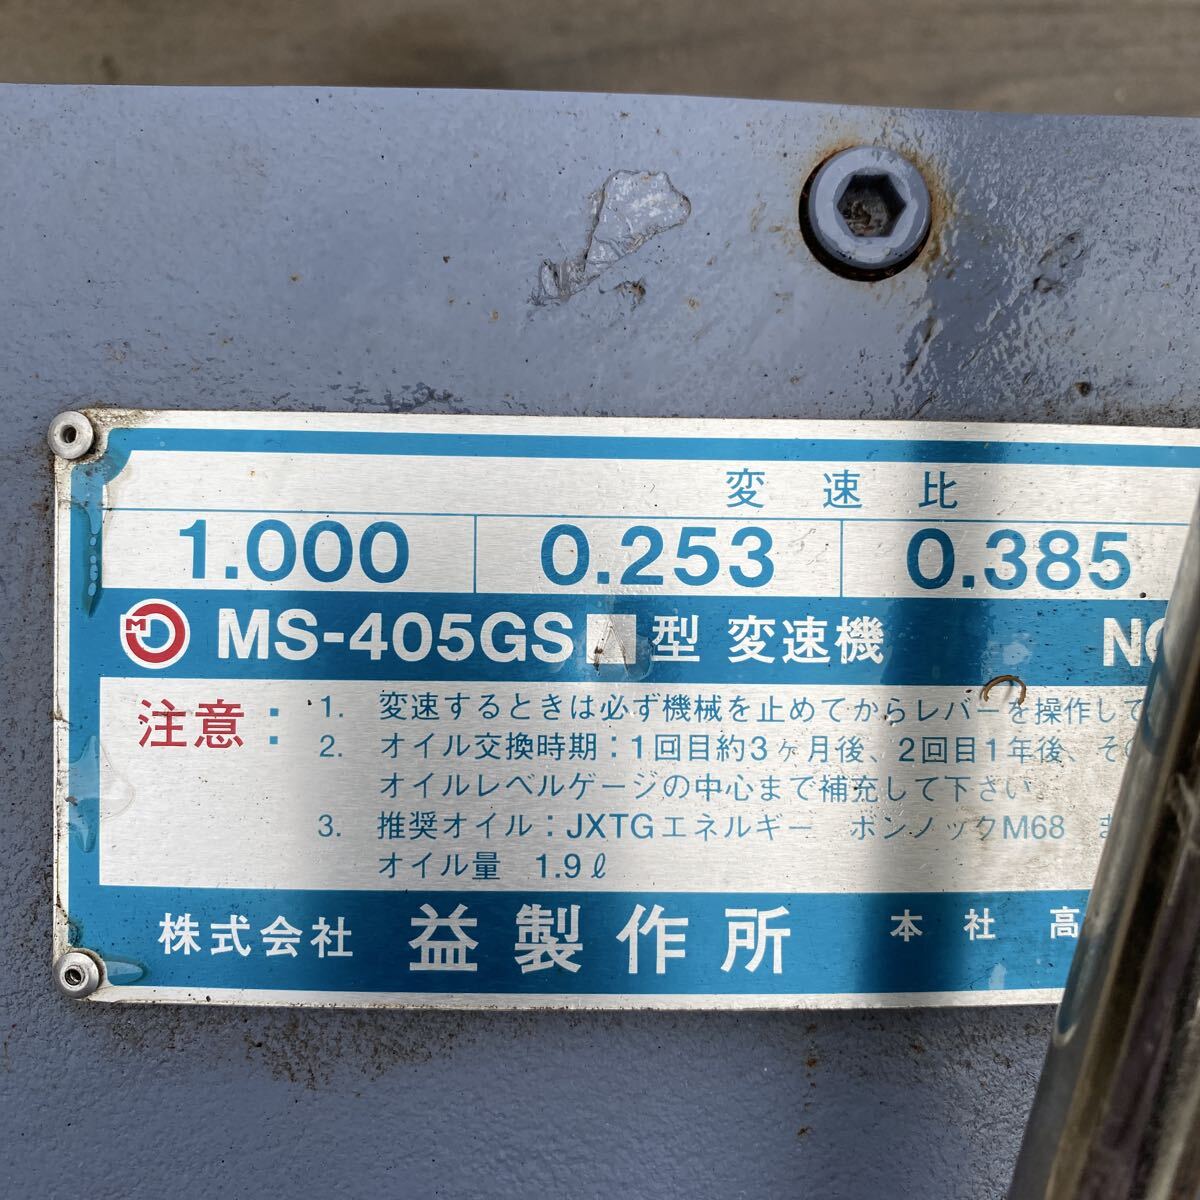 変速比
1.000 0.253 0.385
M MS-405GS 型 変速機 NO
注意: 1. 変速するときは必ず機械を止めてからレバーを操作して
2. オイル交換時期:1回目約3ヶ月後、2回目1年後、その
オイルレベルゲージの中心まで補充して下さい
3. 推奨オイル:JXTGエネルギー ボンノックM68 ま
オイル量 1.9ℓ
株式会社 益製作所 本社 高